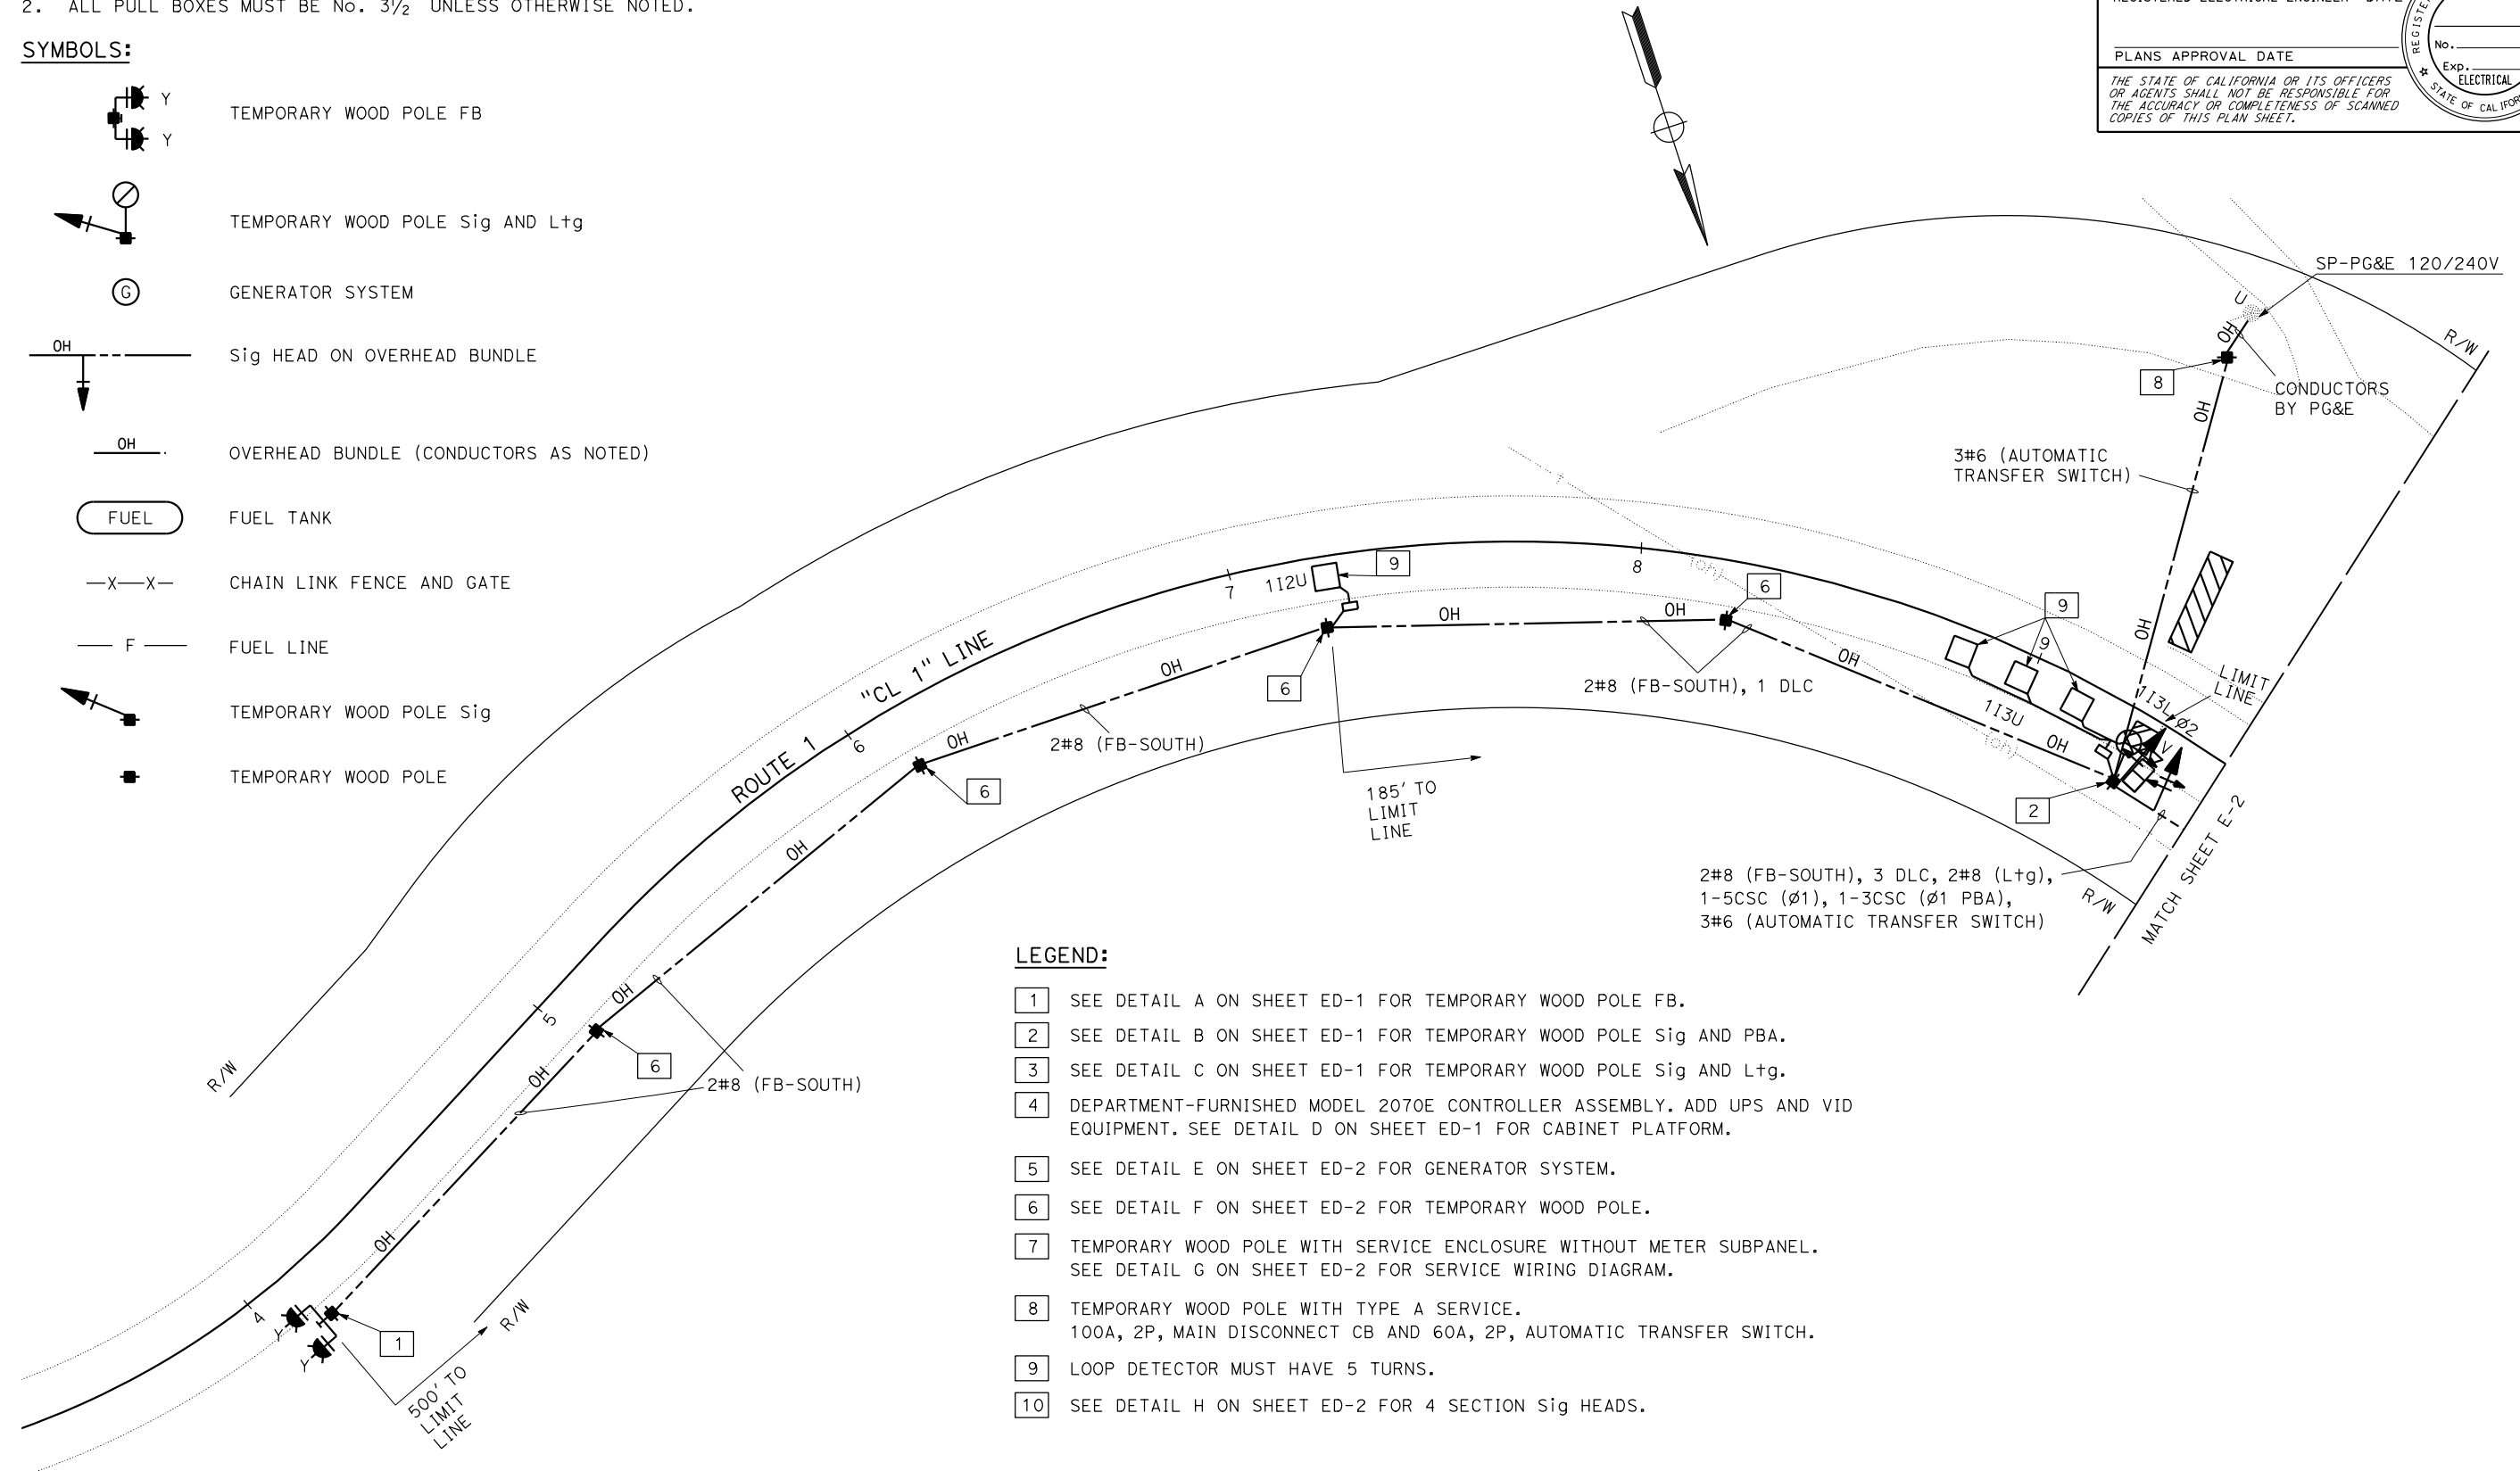 2. ALL PULL BOXES MUST BE No. 3½ UNLESS OTHERWISE NOTED.
SYMBOLS:
Y
Y
TEMPORARY WOOD POLE FB
TEMPORARY WOOD POLE Sig AND Ltg
G
GENERATOR SYSTEM
OH
Sig HEAD ON OVERHEAD BUNDLE
OH
OVERHEAD BUNDLE (CONDUCTORS AS NOTED)
FUEL
FUEL TANK
X X
CHAIN LINK FENCE AND GATE
F
FUEL LINE
TEMPORARY WOOD POLE Sig
TEMPORARY WOOD POLE
PLANS APPROVAL DATE
THE STATE OF CALIFORNIA OR ITS OFFICERS
OR AGENTS SHALL NOT BE RESPONSIBLE FOR
THE ACCURACY OR COMPLETENESS OF SCANNED
COPIES OF THIS PLAN SHEET.
No.
Exp.
ELECTRICAL
STATE OF
SP-PG&E 120/240V
U
OH
R/W
8
CONDUCTORS
BY PG&E
OH
3#6 (AUTOMATIC
TRANSFER SWITCH)
OH
7
1I2U
9
8
(oh)
6
OH
OH
9
9
OH
LIMIT
LINE
1I3L
Ø2
1I3U
(oh)
OH
V
"CL 1" LINE
ROUTE 1
6
OH
OH
6
2#8 (FB-SOUTH)
2#8 (FB-SOUTH), 1 DLC
6
185' TO
LIMIT
LINE
2
MATCH SHEET E-2
2#8 (FB-SOUTH), 3 DLC, 2#8 (Ltg),
1-5CSC (Ø1), 1-3CSC (Ø1 PBA),
3#6 (AUTOMATIC TRANSFER SWITCH)
R/W
OH
5
OH
6
2#8 (FB-SOUTH)
OH
R/W
OH
4
Y
Y
1
R/W
500' TO
LIMIT
LINE
LEGEND:
1 SEE DETAIL A ON SHEET ED-1 FOR TEMPORARY WOOD POLE FB.
2 SEE DETAIL B ON SHEET ED-1 FOR TEMPORARY WOOD POLE Sig AND PBA.
3 SEE DETAIL C ON SHEET ED-1 FOR TEMPORARY WOOD POLE Sig AND Ltg.
4 DEPARTMENT-FURNISHED MODEL 2070E CONTROLLER ASSEMBLY. ADD UPS AND VID
EQUIPMENT. SEE DETAIL D ON SHEET ED-1 FOR CABINET PLATFORM.
5 SEE DETAIL E ON SHEET ED-2 FOR GENERATOR SYSTEM.
6 SEE DETAIL F ON SHEET ED-2 FOR TEMPORARY WOOD POLE.
7 TEMPORARY WOOD POLE WITH SERVICE ENCLOSURE WITHOUT METER SUBPANEL.
SEE DETAIL G ON SHEET ED-2 FOR SERVICE WIRING DIAGRAM.
8 TEMPORARY WOOD POLE WITH TYPE A SERVICE.
100A, 2P, MAIN DISCONNECT CB AND 60A, 2P, AUTOMATIC TRANSFER SWITCH.
9 LOOP DETECTOR MUST HAVE 5 TURNS.
10 SEE DETAIL H ON SHEET ED-2 FOR 4 SECTION Sig HEADS.